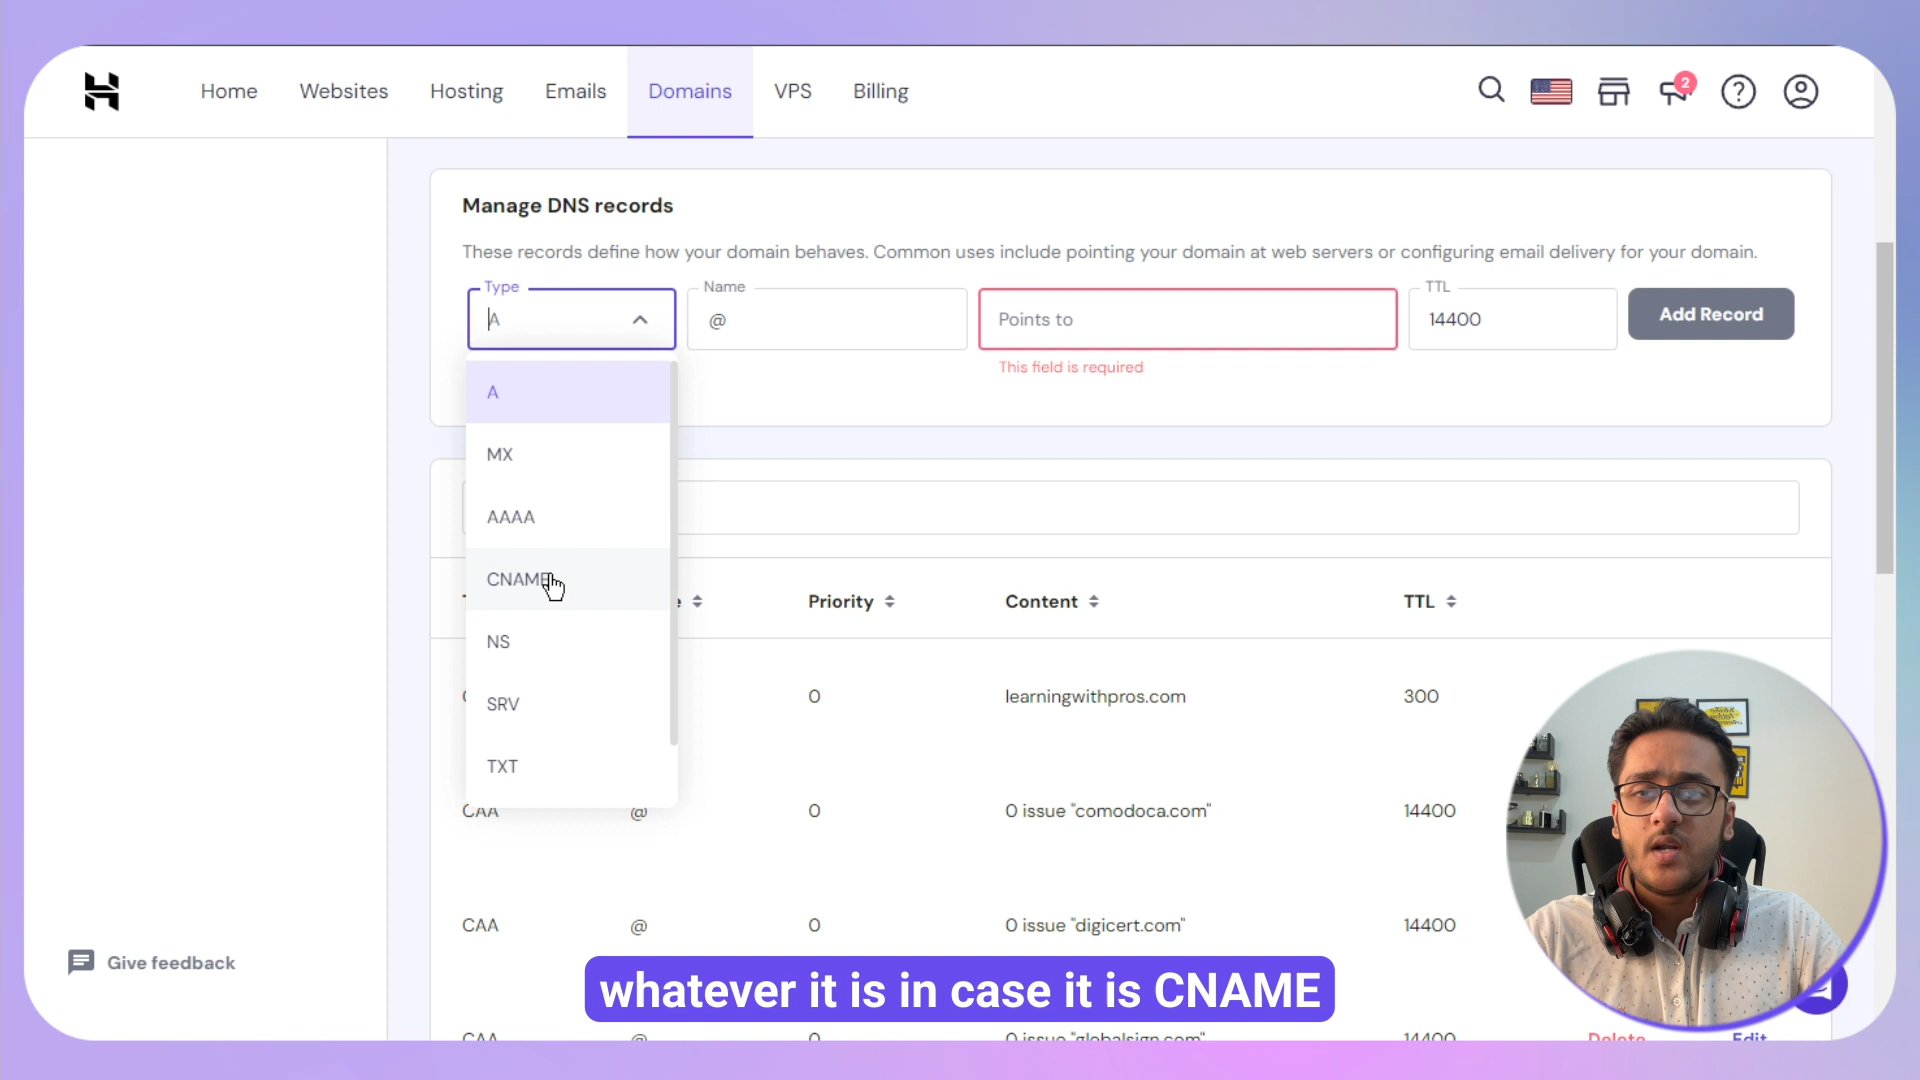 Home Websites Hosting Emails Domains VPS Billing
2
Manage DNS records
These records define how your domain behaves. Common uses include pointing your domain at web servers or configuring email delivery for your domain.
Type Name TTL
A @ Points to 14400 Add Record
This field is required
A
MX
AAAA
CNAME
NS
SRV
TXT
Priority Content TTL
0 learningwithpros.com 300
CAA @ 0 0 issue "comodoca.com" 14400
CAA @ 0 0 issue "digicert.com" 14400
CAA @ 0 0 issue "globalsign.com" 14400 Delete Edit
Give feedback
whatever it is in case it is CNAME